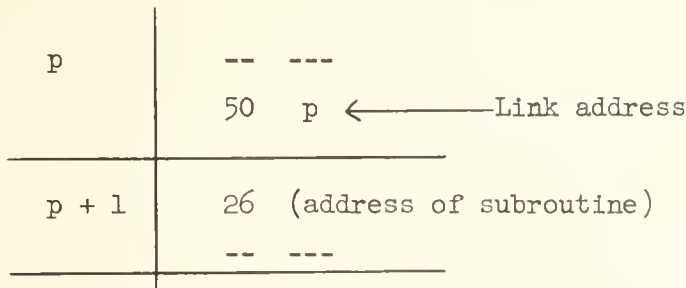 p -- ---
50 p ← Link address
p + 1 26 (address of subroutine)
-- ---